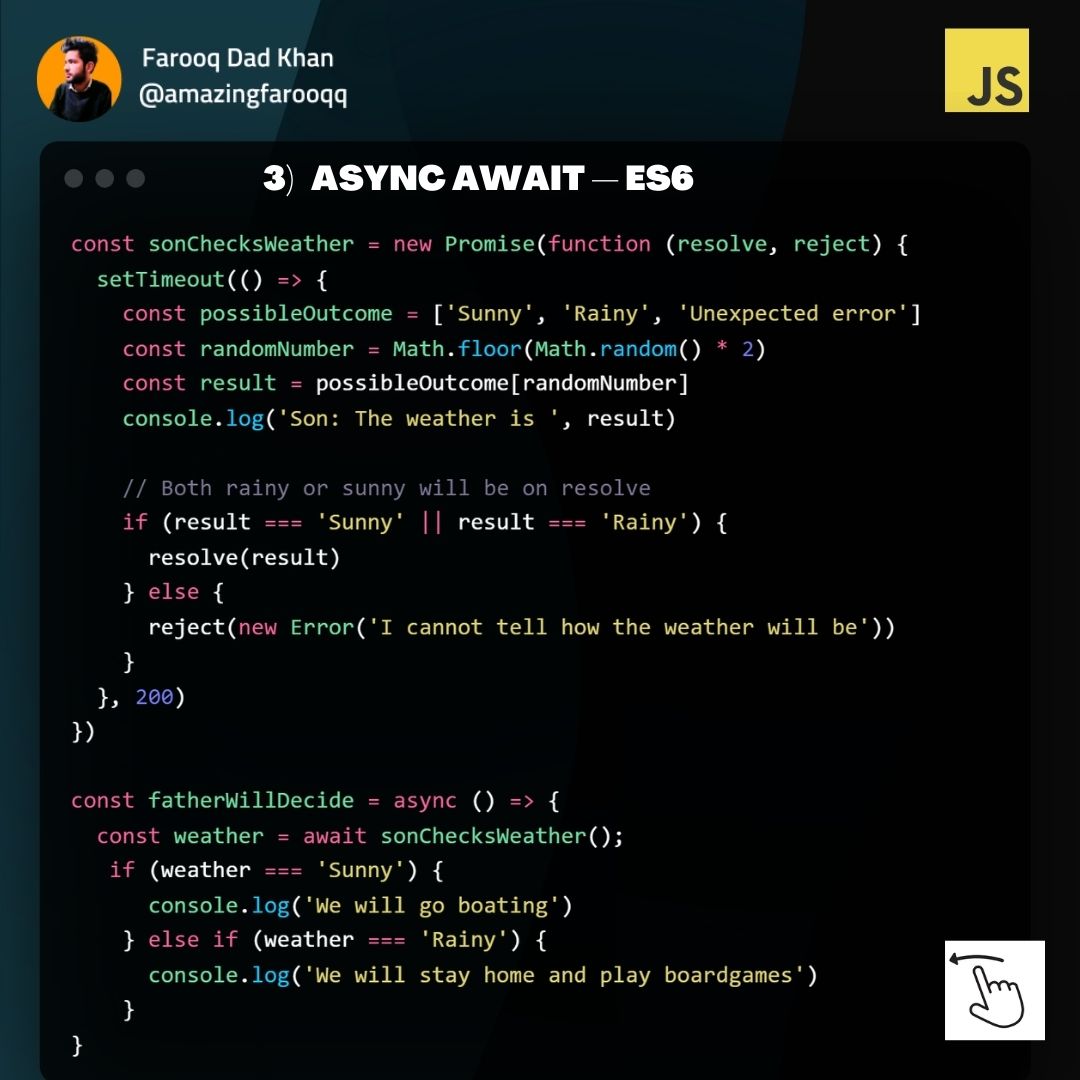 Farooq Dad Khan
@amazingfarooqq
JS
3) ASYNC AWAIT — ES6
const sonChecksWeather = new Promise(function (resolve, reject) {
  setTimeout(() => {
    const possibleOutcome = ['Sunny', 'Rainy', 'Unexpected error']
    const randomNumber = Math.floor(Math.random() * 2)
    const result = possibleOutcome[randomNumber]
    console.log('Son: The weather is ', result)

    // Both rainy or sunny will be on resolve
    if (result === 'Sunny' || result === 'Rainy') {
      resolve(result)
    } else {
      reject(new Error('I cannot tell how the weather will be'))
    }
  }, 200)
})

const fatherWillDecide = async () => {
  const weather = await sonChecksWeather();
   if (weather === 'Sunny') {
      console.log('We will go boating')
    } else if (weather === 'Rainy') {
      console.log('We will stay home and play boardgames')
    }
}